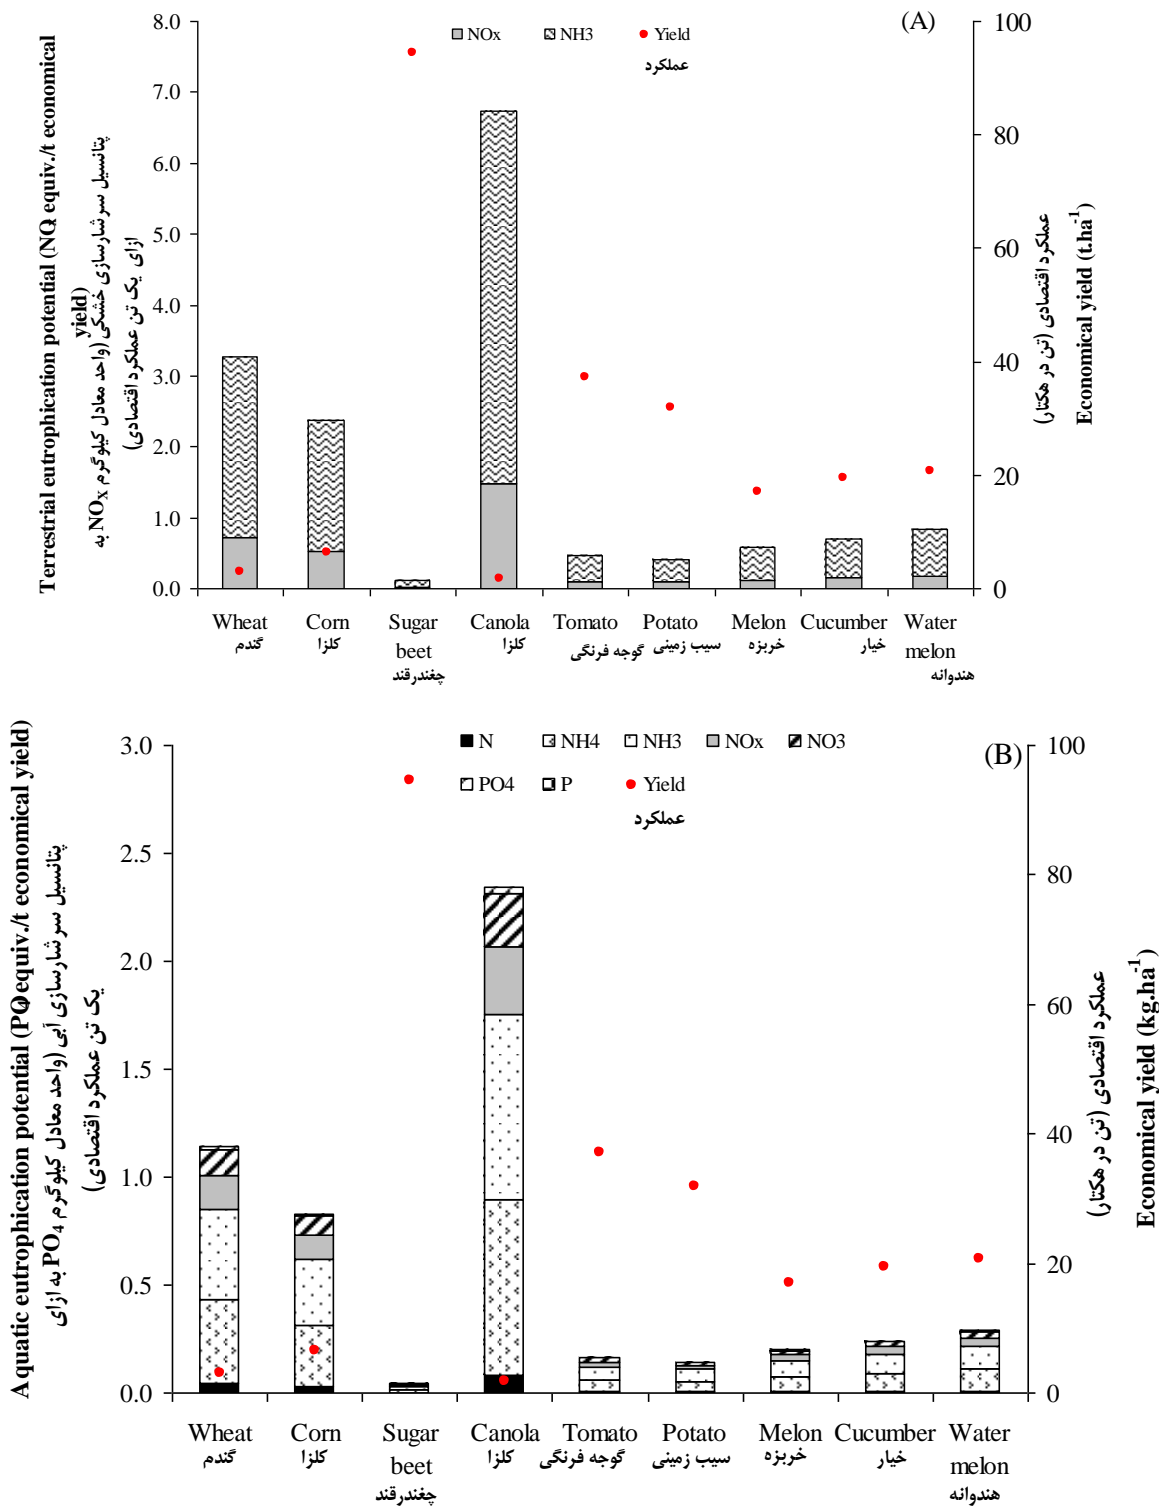 (A)
NOx NH3 Yield
عملکرد
Terrestrial eutrophication potential (NO equiv./t economical
yield)
پتانسیل سرشارسازی خشکی (واحد معادل کیلوگرم NOx به
ازای یک تن عملکرد اقتصادی)
8.0
7.0
6.0
5.0
4.0
3.0
2.0
1.0
0.0
100
80
60
40
20
0
عملکرد اقتصادی (تن در هکتار)
Economical yield (t.ha-1)
Wheat Corn Sugar Canola Tomato Potato Melon Cucumber Water
beet melon
گندم کلزا چغندرقند کلزا گوجه فرنگی سیب زمینی خربزه خیار هندوانه
(B)
N NH4 NH3 NOx NO3
PO4 P Yield
عملکرد
Aquatic eutrophication potential (PO equiv./t economical yield)
پتانسیل سرشارسازی آبی (واحد معادل کیلوگرم PO4 به ازای
یک تن عملکرد اقتصادی)
3.0
2.5
2.0
1.5
1.0
0.5
0.0
100
80
60
40
20
0
عملکرد اقتصادی (تن در هکتار)
Economical yield (kg.ha-1)
Wheat Corn Sugar Canola Tomato Potato Melon Cucumber Water
beet melon
گندم کلزا چغندرقند کلزا گوجه فرنگی سیب زمینی خربزه خیار هندوانه